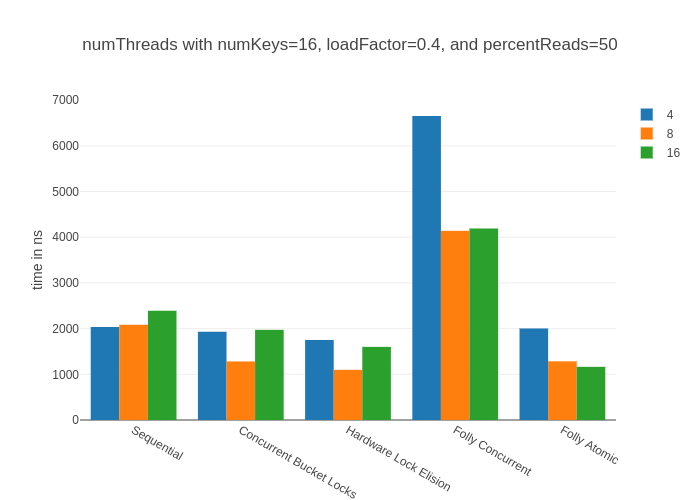 numThreads with numKeys=16, loadFactor=0.4, and percentReads=50
7000
6000
5000
4000
3000
2000
1000
0
time in ns
Sequential
Concurrent Bucket Locks
Hardware Lock Elision
Folly Concurrent
Folly Atomic
4
8
16